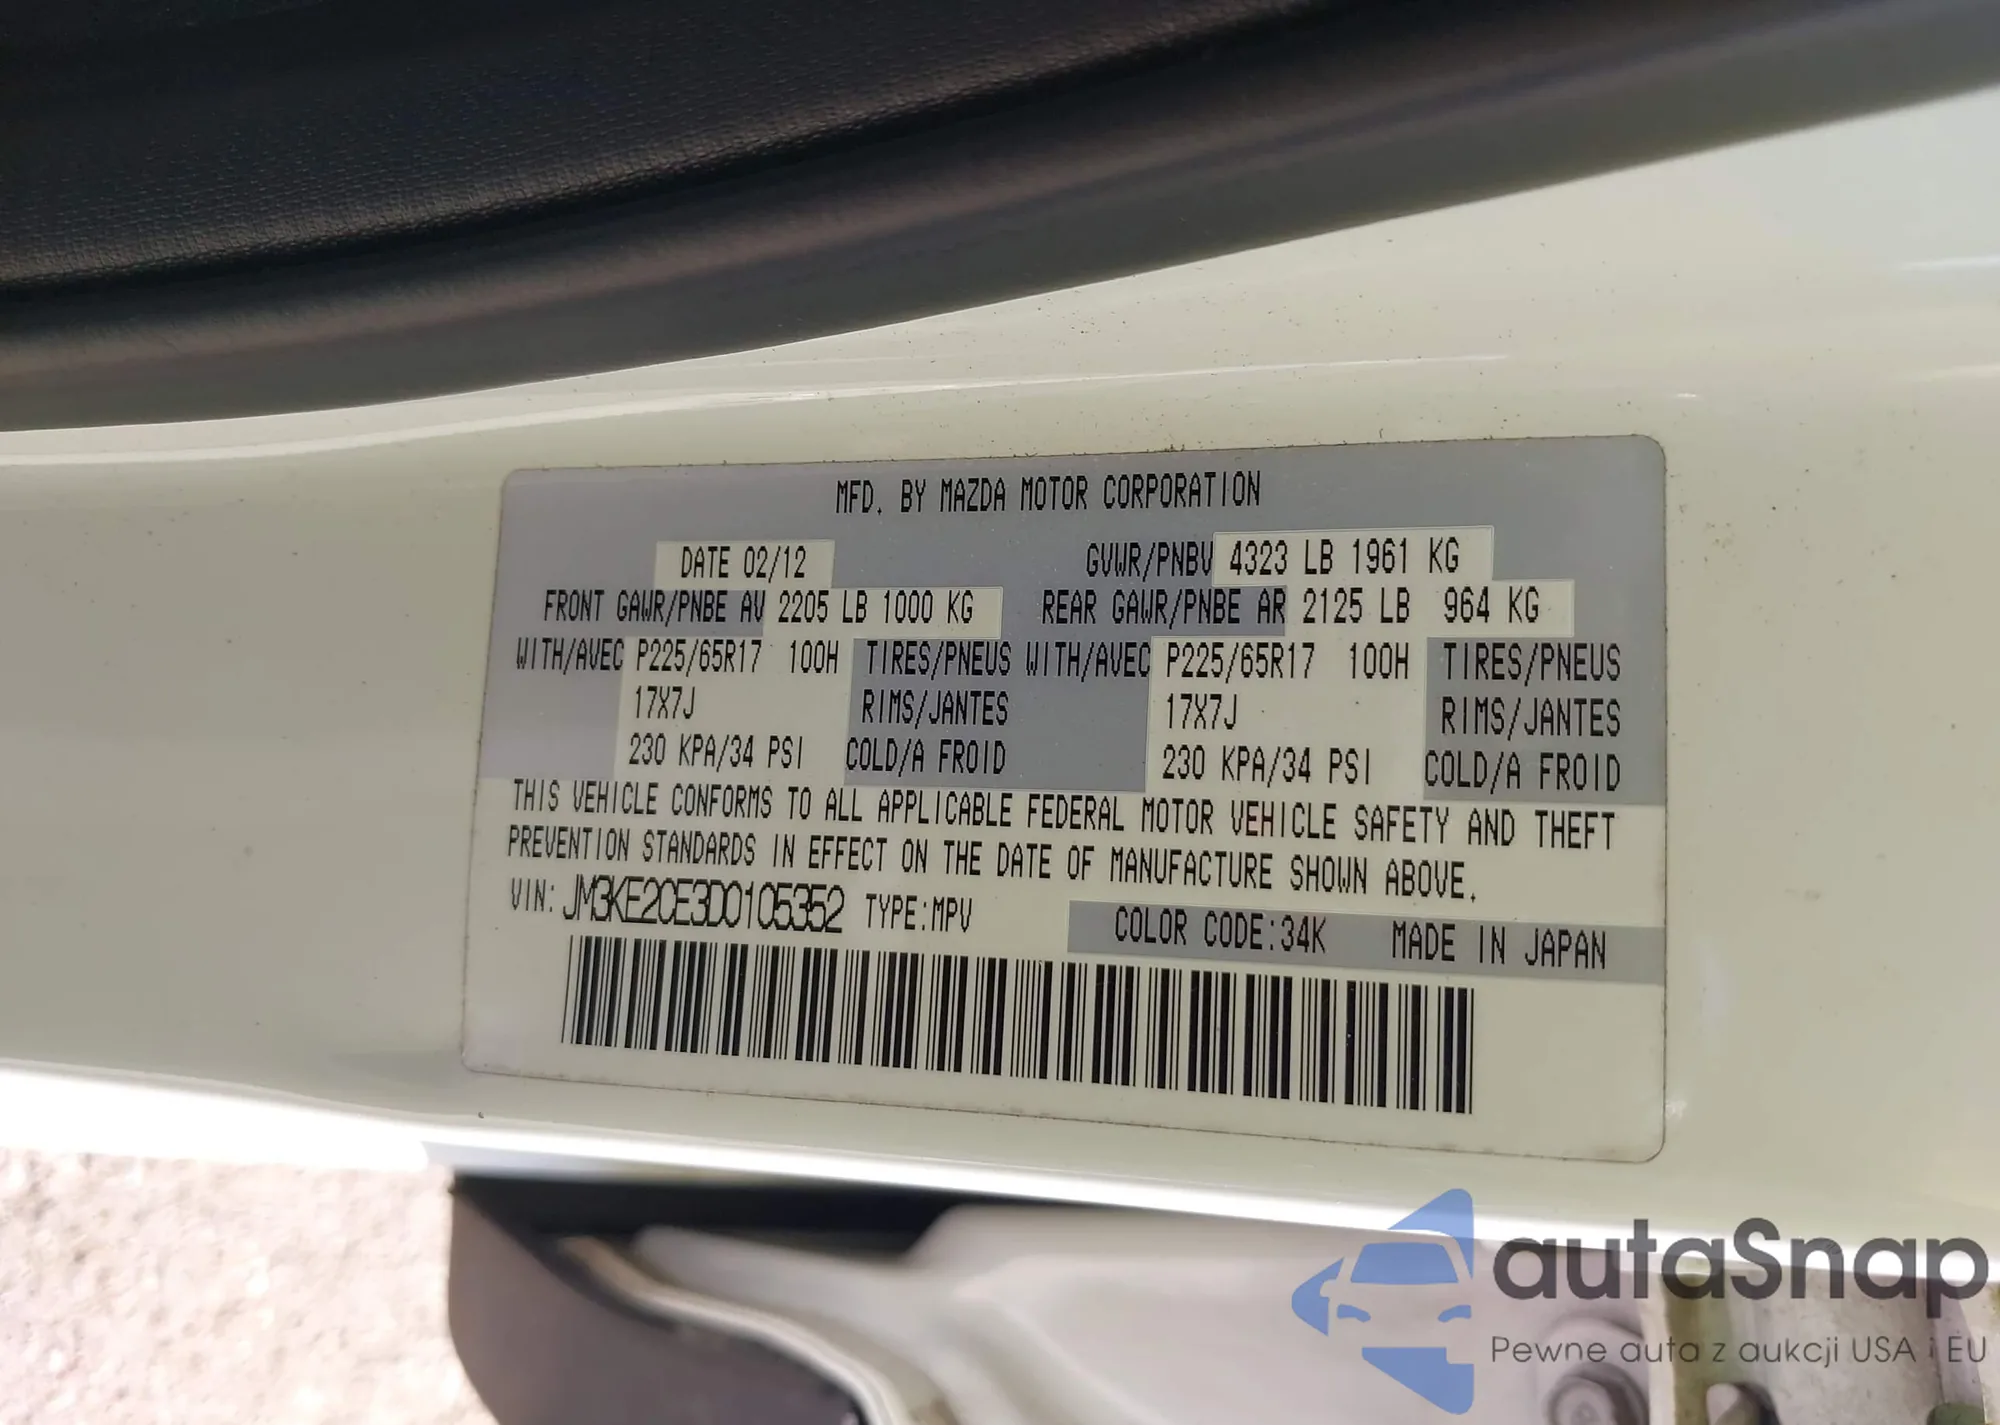 MFD. BY MAZDA MOTOR CORPORATION
DATE 02/12 GVWR/PNBV 4323 LB 1961 KG
FRONT GAWR/PNBE AV 2205 LB 1000 KG REAR GAWR/PNBE AR 2125 LB 964 KG
WITH/AVEC P225/65R17 100H TIRES/PNEUS WITH/AVEC P225/65R17 100H TIRES/PNEUS
17X7J RIMS/JANTES 17X7J RIMS/JANTES
230 KPA/34 PSI COLD/A FROID 230 KPA/34 PSI COLD/A FROID
THIS VEHICLE CONFORMS TO ALL APPLICABLE FEDERAL MOTOR VEHICLE SAFETY AND THEFT
PREVENTION STANDARDS IN EFFECT ON THE DATE OF MANUFACTURE SHOWN ABOVE.
VIN: JM3KE2CE3D0105352 TYPE:MPV COLOR CODE:34K MADE IN JAPAN
autaSnap
Pewne auta z aukcji USA i EU